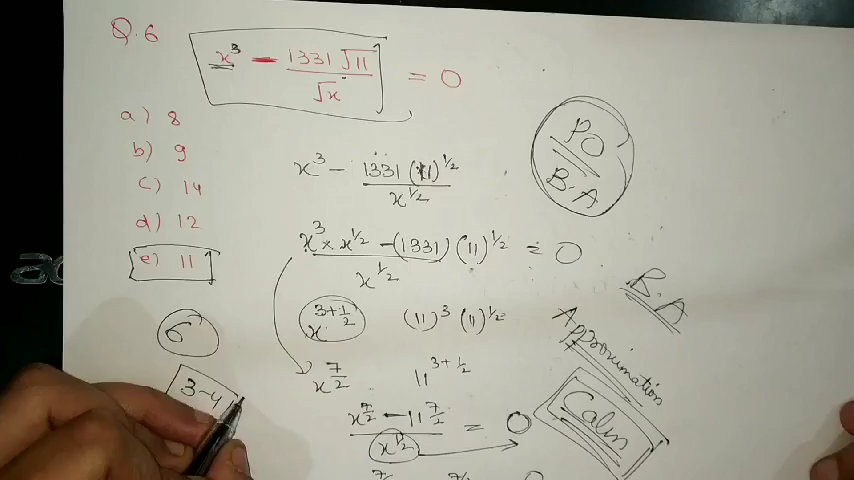 Q.6
x³ - 1331√11 / √x = 0
a) 8
b) 9
c) 14
d) 12
e) 11
x³ - 1331 (11)^1/2 / x^1/2
x³ × x^1/2 - (1331) (11)^1/2 / x^1/2 = 0
x^3+1/2 (11)³ (11)^1/2
x^7/2 11^3+1/2
x^7/2 - 11^7/2 / x^1/2 = 0
PO
B.A
B.A
Approximation
Calm
3-4